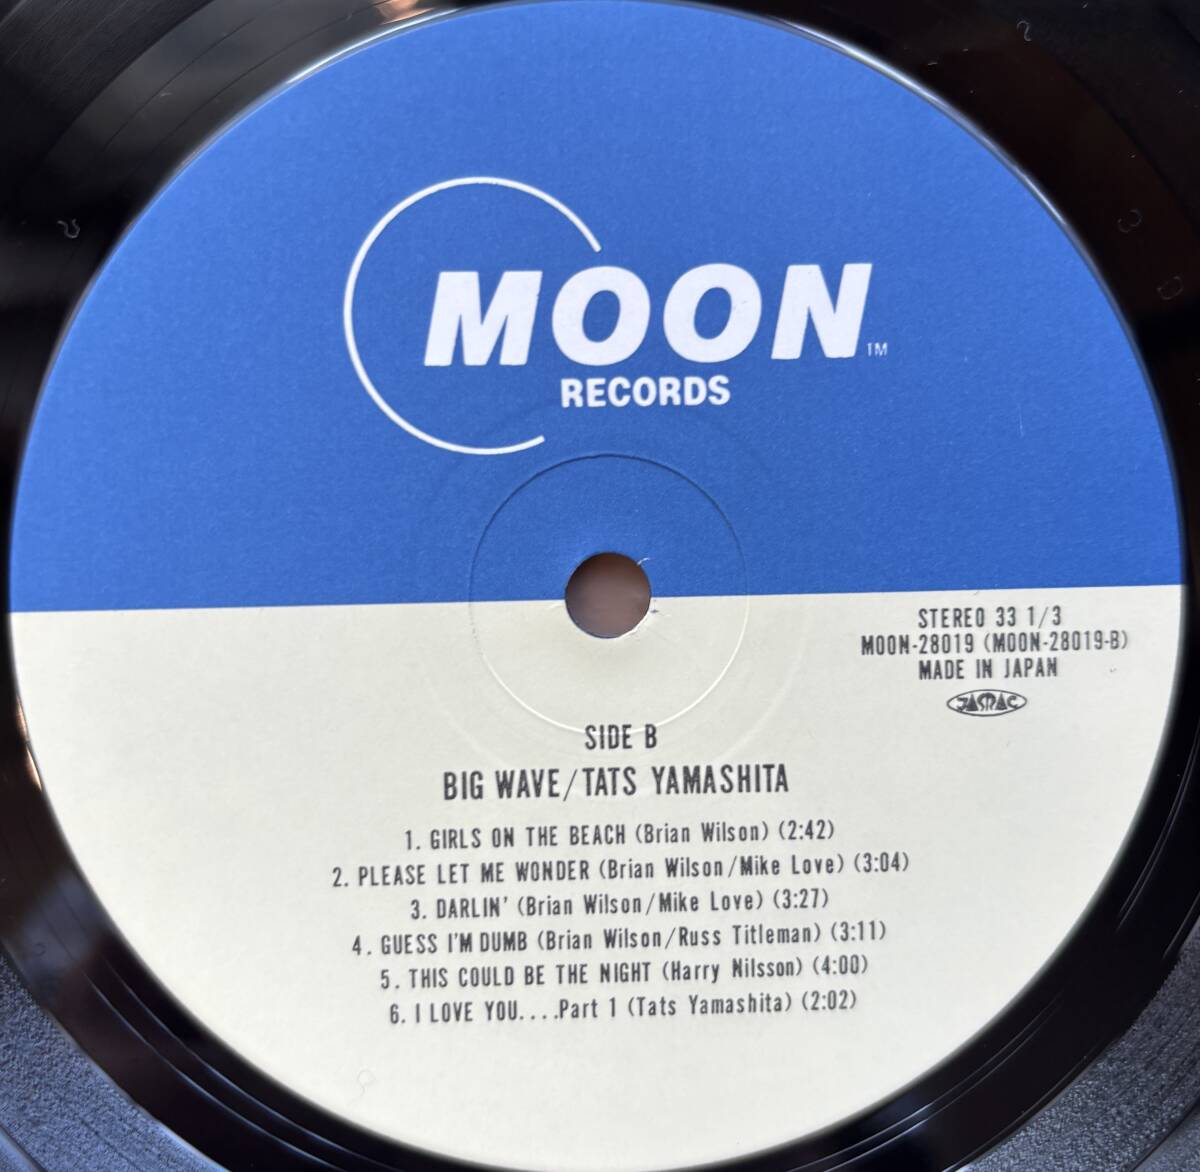 MOON TM
RECORDS
STEREO 33 1/3
MOON-28019 (MOON-28019-B)
MADE IN JAPAN
JASRAC
SIDE B
BIG WAVE/TATS YAMASHITA
1. GIRLS ON THE BEACH (Brian Wilson) (2:42)
2. PLEASE LET ME WONDER (Brian Wilson/Mike Love) (3:04)
3. DARLIN' (Brian Wilson/Mike Love) (3:27)
4. GUESS I'M DUMB (Brian Wilson/Russ Titleman) (3:11)
5. THIS COULD BE THE NIGHT (Harry Nilsson) (4:00)
6. I LOVE YOU....Part 1 (Tats Yamashita) (2:02)